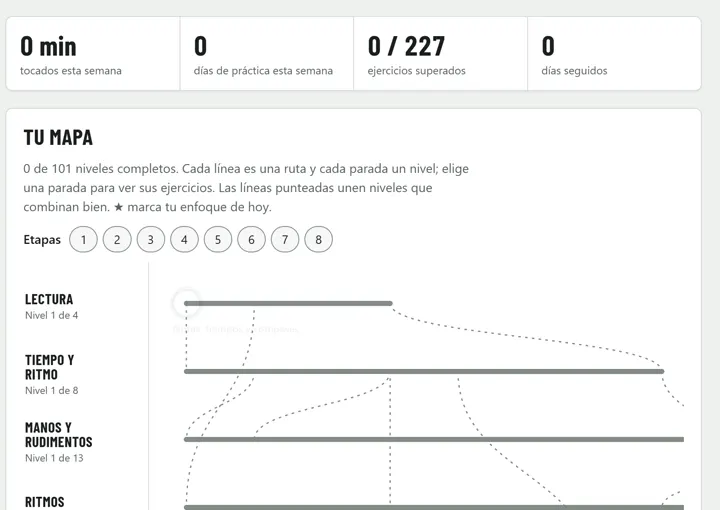 0 min
tocados esta semana
0
días de práctica esta semana
0 / 227
ejercicios superados
0
días seguidos
TU MAPA
0 de 101 niveles completos. Cada línea es una ruta y cada parada un nivel; elige
una parada para ver sus ejercicios. Las líneas punteadas unen niveles que
combinan bien. ★ marca tu enfoque de hoy.
Etapas 1 2 3 4 5 6 7 8
LECTURA
Nivel 1 de 4
TIEMPO Y
RITMO
Nivel 1 de 8
MANOS Y
RUDIMENTOS
Nivel 1 de 13
RITMOS